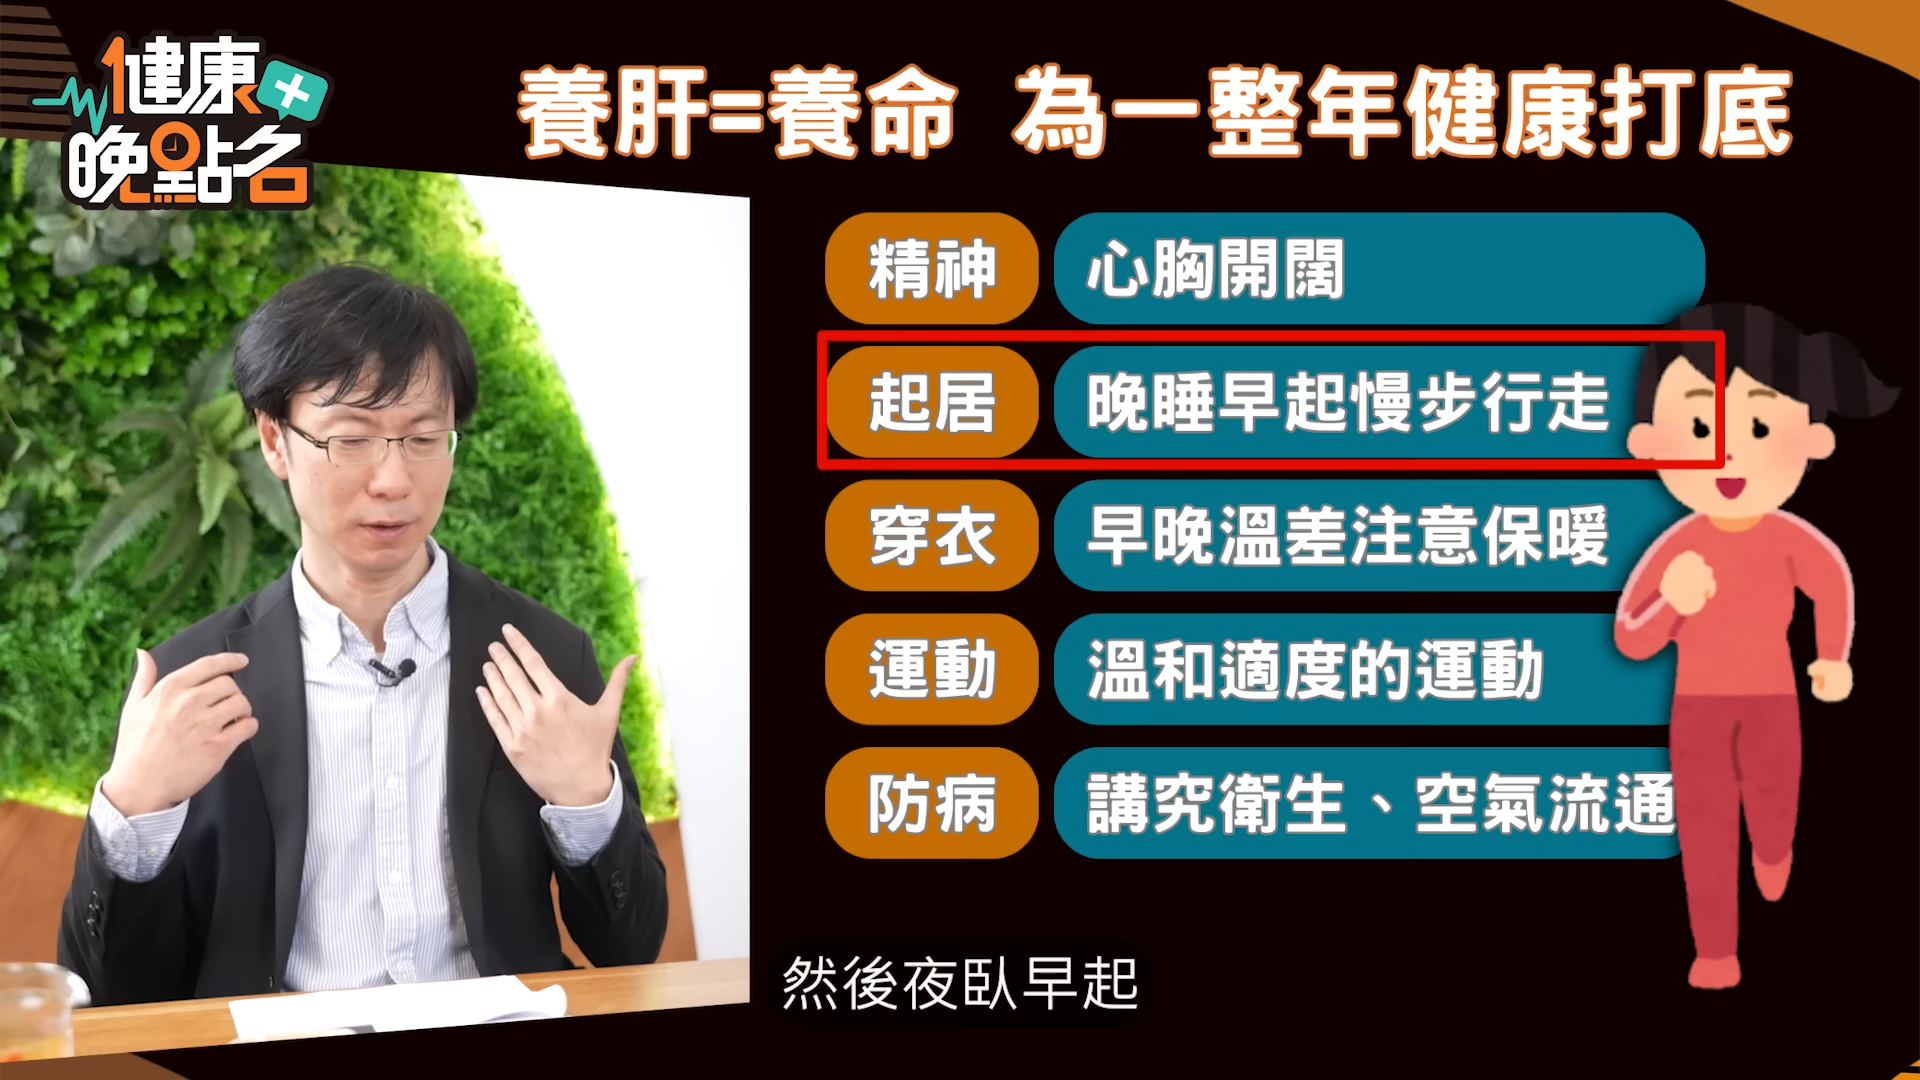 健康
晚點名
養肝=養命 為一整年健康打底
精神 心胸開闊
起居 晚睡早起慢步行走
穿衣 早晚溫差注意保暖
運動 溫和適度的運動
防病 講究衛生、空氣流通
然後夜臥早起